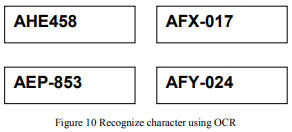 AHE458
AFX-017
AEP-853
AFY-024
Figure 10 Recognize character using OCR